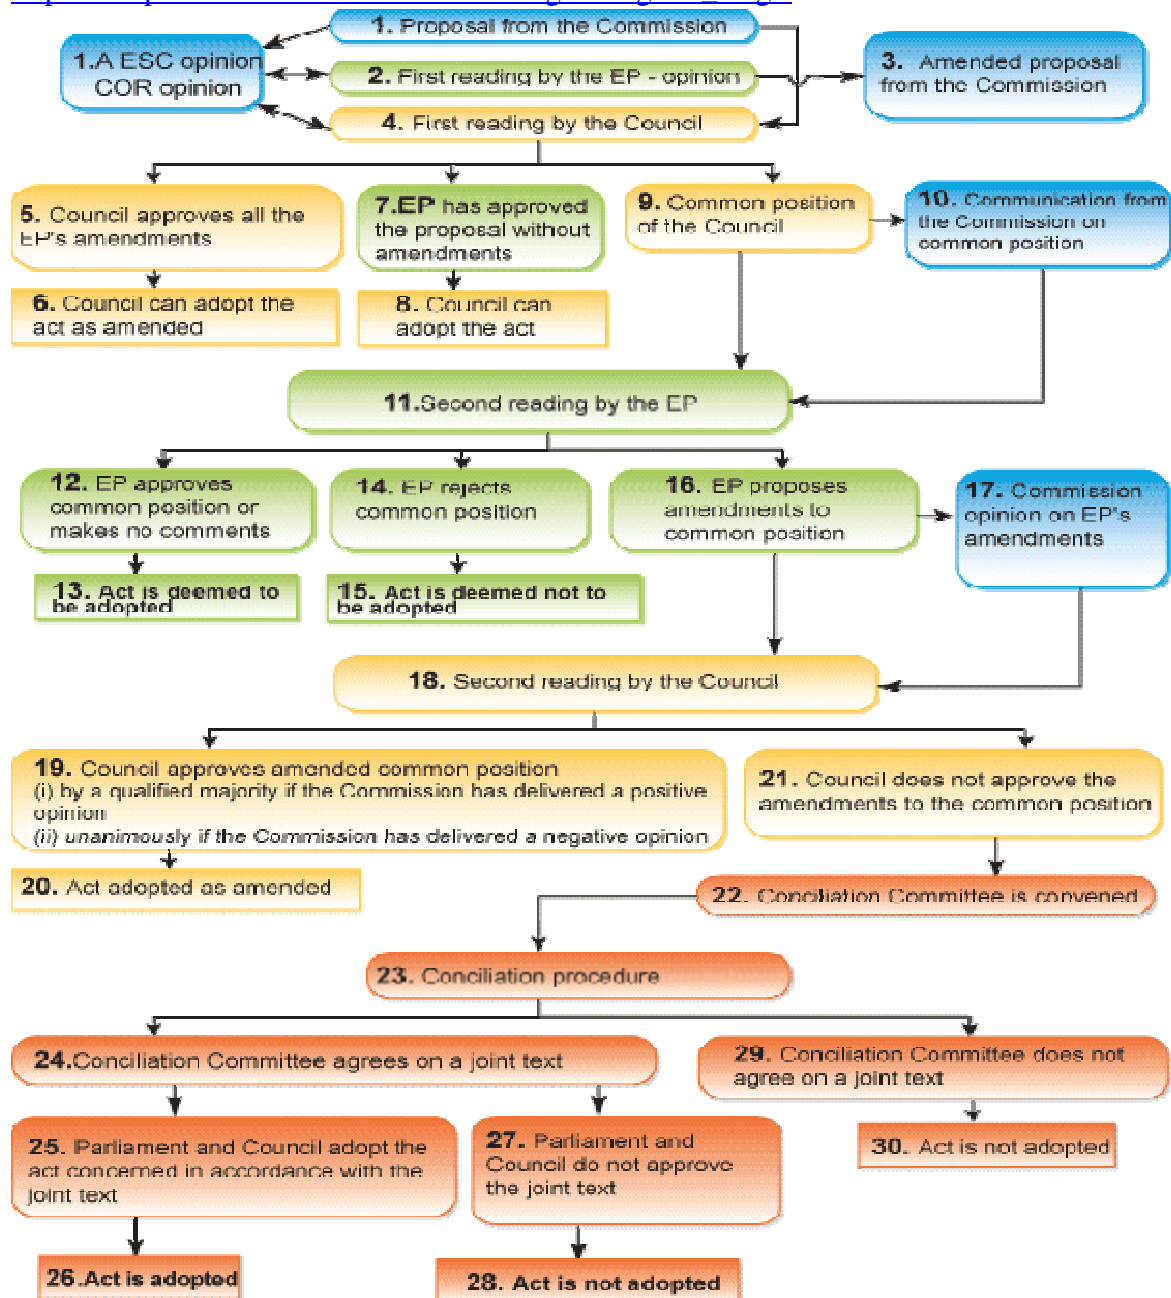 1. Proposal from the Commission
1.A ESC opinion
COR opinion
2. First reading by the EP - opinion
3. Amended proposal
from the Commission
4. First reading by the Council
5. Council approves all the
EP's amendments
7.EP has approved
the proposal without
amendments
9. Common position
of the Council
10. Communication from
the Commission on
common position
6. Council can adopt the
act as amended
8. Council can
adopt the act
11.Second reading by the EP
12. EP approves
common position or
makes no comments
14. EP rejects
common position
16. EP proposes
amendments to
common position
17. Commission
opinion on EP's
amendments
13. Act is deemed to
be adopted
15. Act is deemed not to
be adopted
18. Second reading by the Council
19. Council approves amended common position
(i) by a qualified majority if the Commission has delivered a positive
opinion
(ii) unanimously if the Commission has delivered a negative opinion
21. Council does not approve the
amendments to the common position
20. Act adopted as amended
22. Conciliation Committee is convened
23. Conciliation procedure
24.Conciliation Committee agrees on a joint text
29. Conciliation Committee does not
agree on a joint text
25. Parliament and Council adopt the
act concerned in accordance with the
joint text
27. Parliament and
Council do not approve
the joint text
30. Act is not adopted
26.Act is adopted
28. Act is not adopted